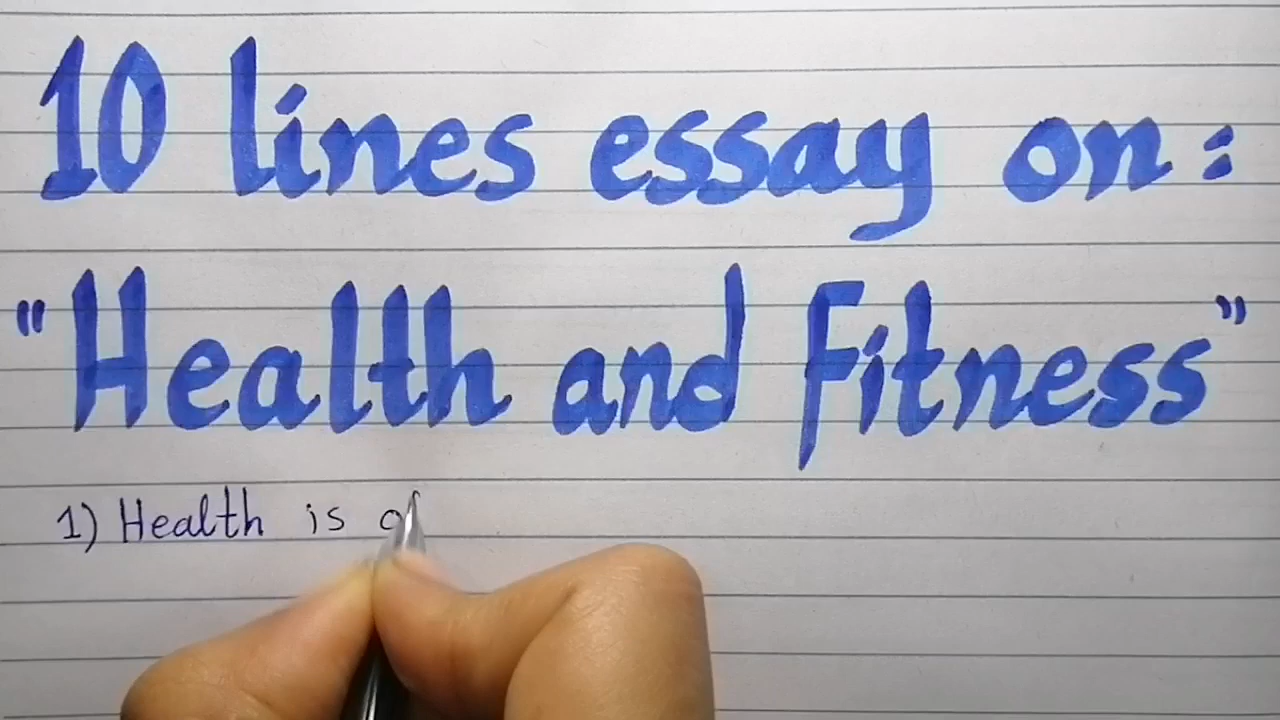 10 lines essay on :
"Health and Fitness"
1) Health is